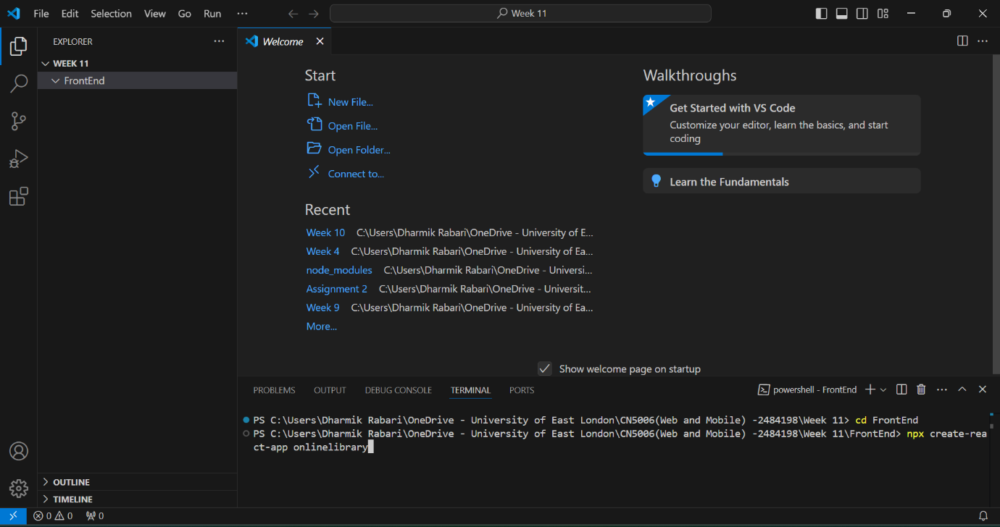 File Edit Selection View Go Run ···
Week 11
EXPLORER ···
WEEK 11
FrontEnd
OUTLINE
TIMELINE
Welcome
Start
New File...
Open File...
Open Folder...
Connect to...
Recent
Week 10 C:\Users\Dharmik Rabari\OneDrive - University of E...
Week 4 C:\Users\Dharmik Rabari\OneDrive - University of Ea...
node_modules C:\Users\Dharmik Rabari\OneDrive - Universi...
Assignment 2 C:\Users\Dharmik Rabari\OneDrive - Universit...
Week 9 C:\Users\Dharmik Rabari\OneDrive - University of Ea...
More...
Walkthroughs
Get Started with VS Code
Customize your editor, learn the basics, and start
coding
Learn the Fundamentals
Show welcome page on startup
PROBLEMS OUTPUT DEBUG CONSOLE TERMINAL PORTS
powershell - FrontEnd
PS C:\Users\Dharmik Rabari\OneDrive - University of East London\CN5006(Web and Mobile) -2484198\Week 11> cd FrontEnd
PS C:\Users\Dharmik Rabari\OneDrive - University of East London\CN5006(Web and Mobile) -2484198\Week 11\FrontEnd> npx create-rea
ct-app onlinelibrary
0 0 0